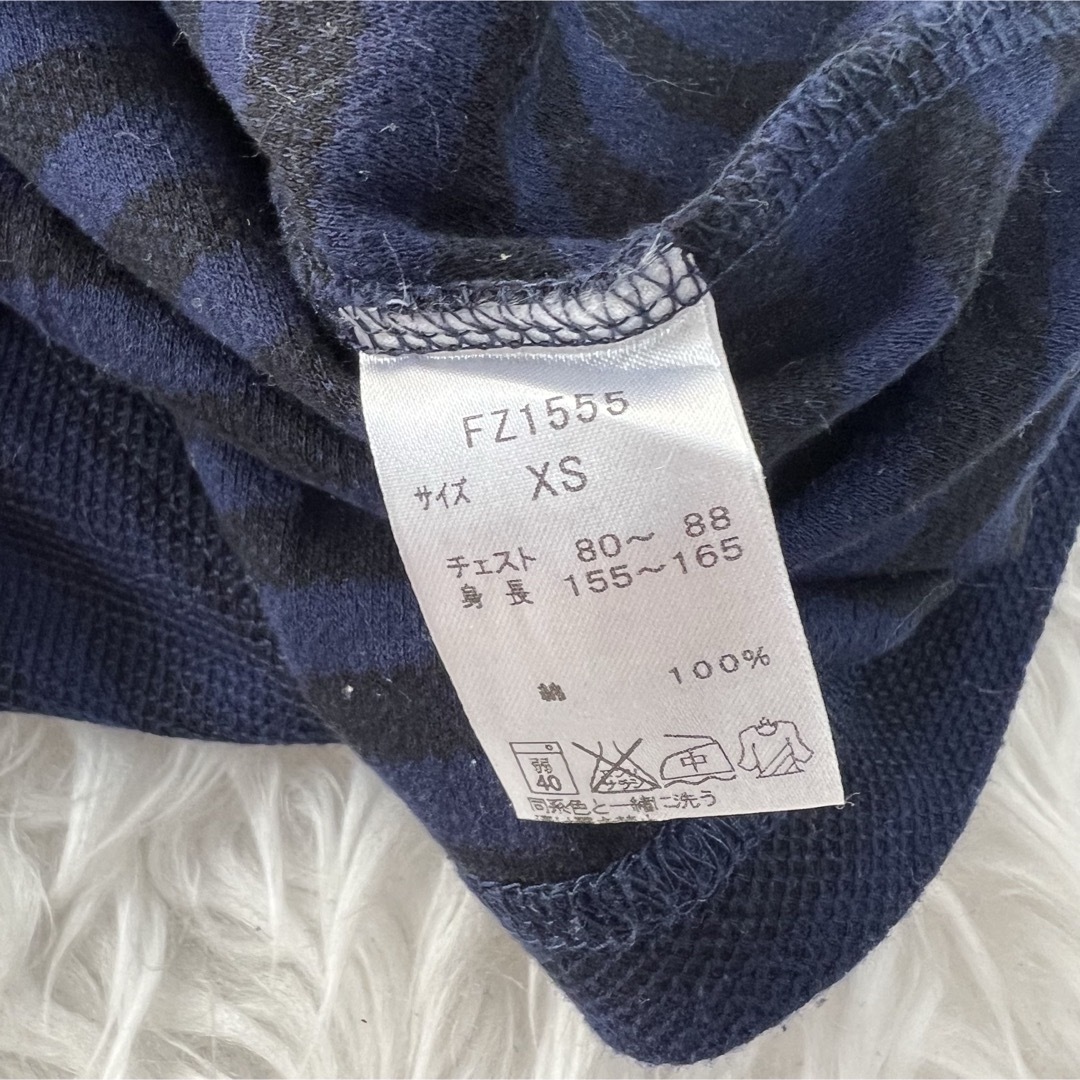 FZ1555
サイズ XS
チェスト 80～ 88
身長 155～165
綿 100%
弱 40 中
同系色と一緒に洗う